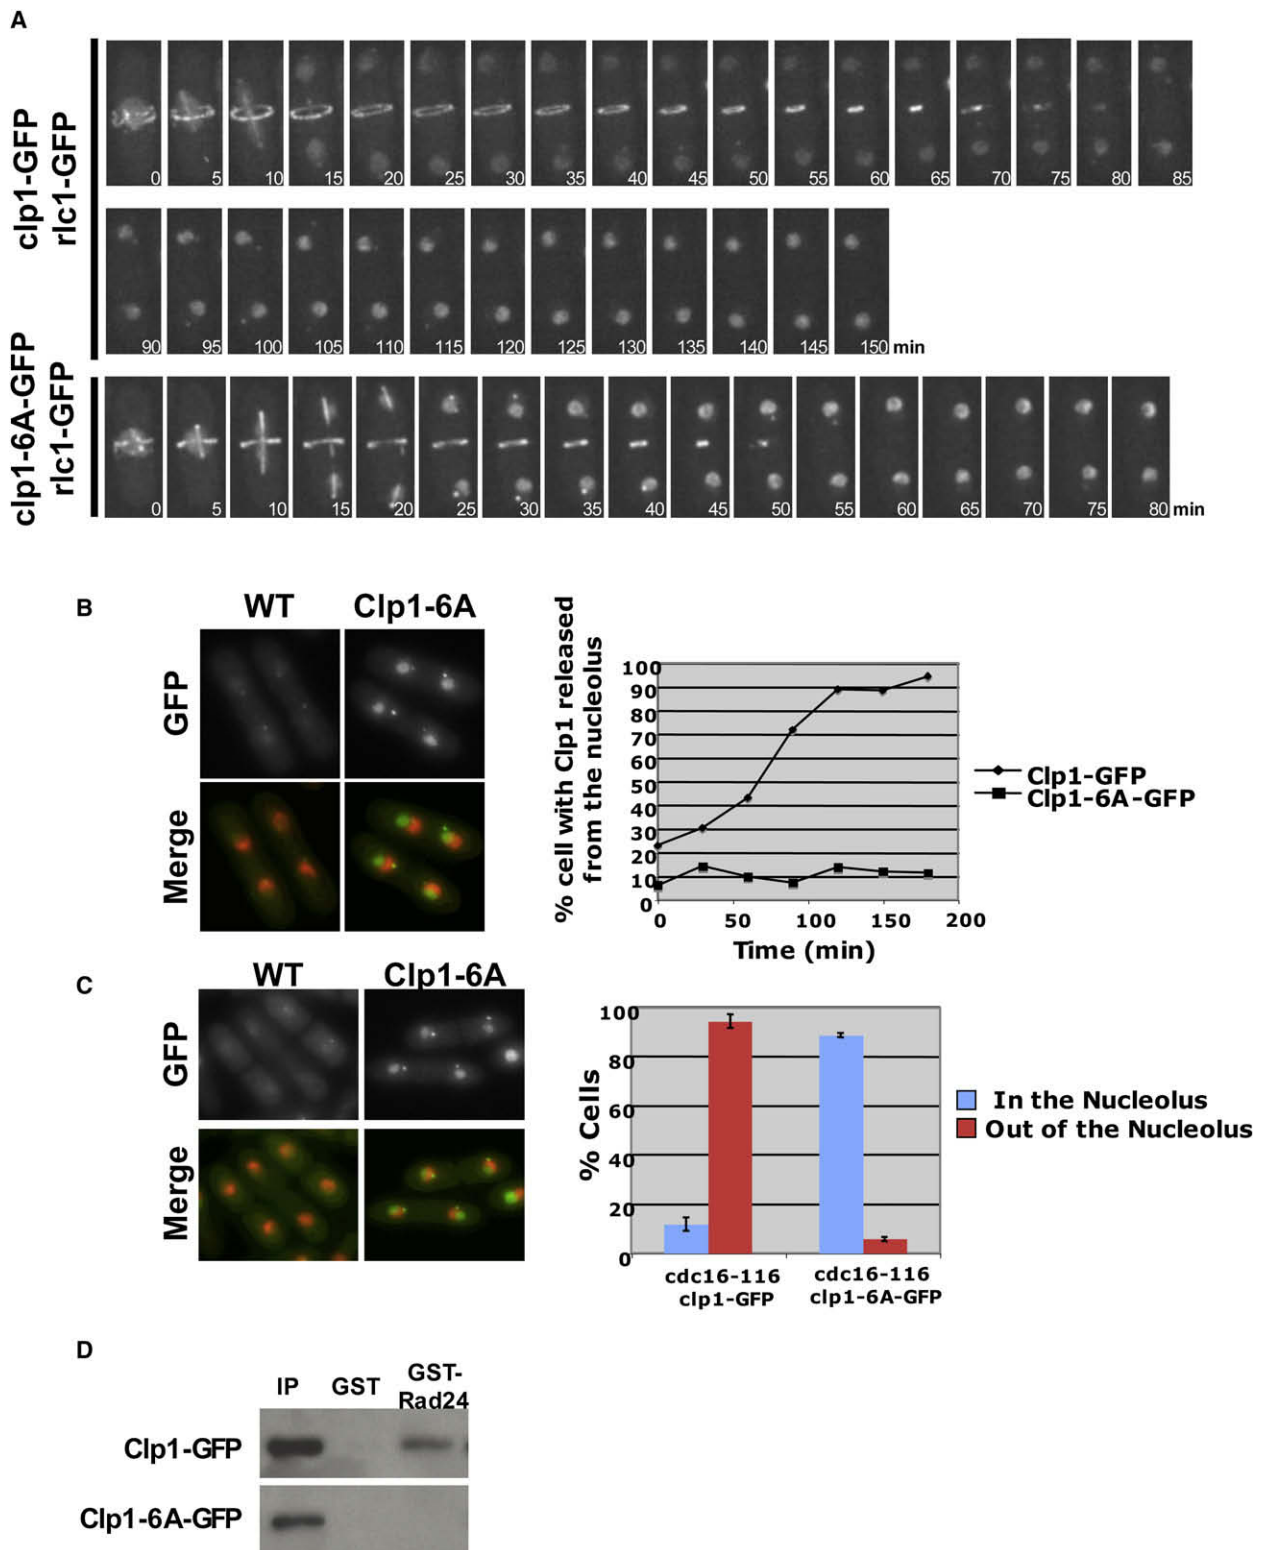 A
clp1-GFP
rlc1-GFP
0 5 10 15 20 25 30 35 40 45 50 55 60 65 70 75 80 85
90 95 100 105 110 115 120 125 130 135 140 145 150 min
clp1-6A-GFP
rlc1-GFP
0 5 10 15 20 25 30 35 40 45 50 55 60 65 70 75 80 min
B
WT Clp1-6A
GFP
Merge
% cell with Clp1 released
from the nucleolus
100
90
80
70
60
50
40
30
20
10
0
0 50 100 150 200
Time (min)
Clp1-GFP
Clp1-6A-GFP
C
WT Clp1-6A
GFP
Merge
% Cells
100
80
60
40
20
0
cdc16-116 cdc16-116
clp1-GFP clp1-6A-GFP
In the Nucleolus
Out of the Nucleolus
D
IP GST GST-
Rad24
Clp1-GFP
Clp1-6A-GFP